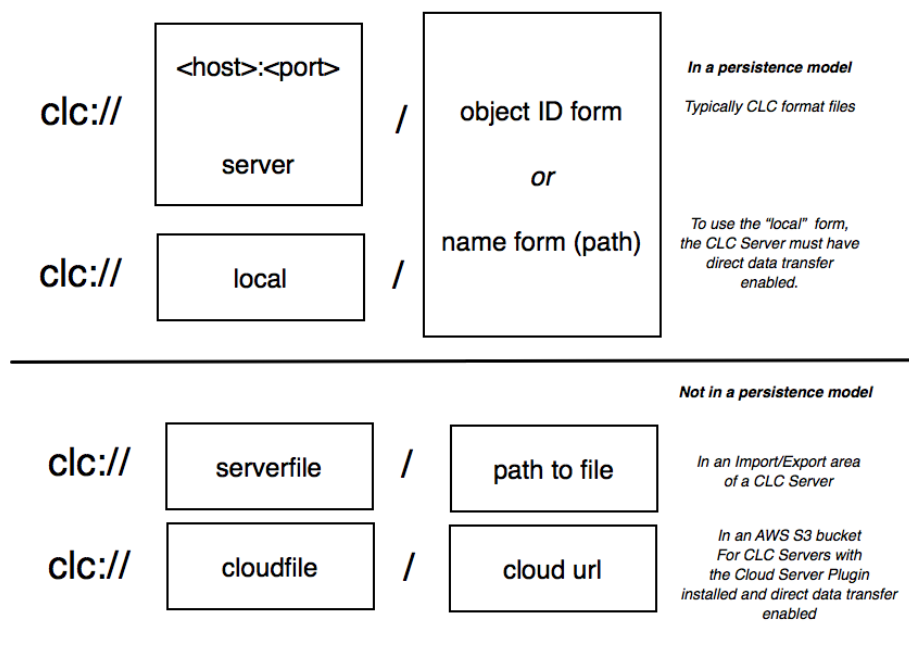 <host>:<port>
In a persistence model
clc://
/
object ID form
Typically CLC format files
server
or
name form (path)
To use the “local” form,
the CLC Server must have
direct data transfer
enabled.
clc://
local
/
Not in a persistence model
clc://
serverfile
/
path to file
In an Import/Export area
of a CLC Server
clc://
cloudfile
/
cloud url
In an AWS S3 bucket
For CLC Servers with
the Cloud Server Plugin
installed and direct data transfer
enabled